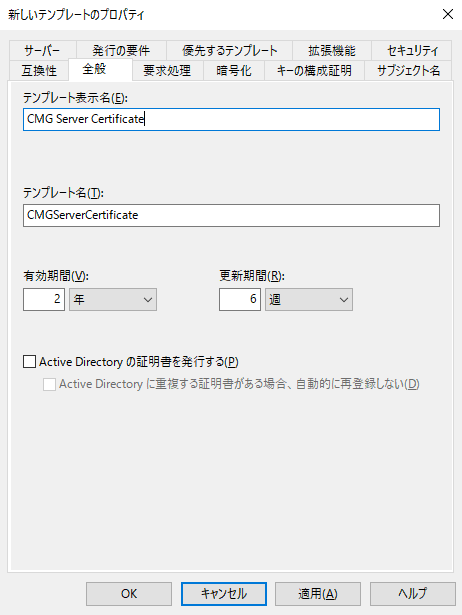 新しいテンプレートのプロパティ
サーバー 発行の要件 優先するテンプレート 拡張機能 セキュリティ
互換性 全般 要求処理 暗号化 キーの構成証明 サブジェクト名
テンプレート表示名(E):
CMG Server Certificate
テンプレート名(T):
CMGServerCertificate
有効期間(V): 更新期間(R):
2 年 6 週
Active Directory の証明書を発行する(P)
Active Directory に重複する証明書がある場合、自動的に再登録しない(D)
OK キャンセル 適用(A) ヘルプ